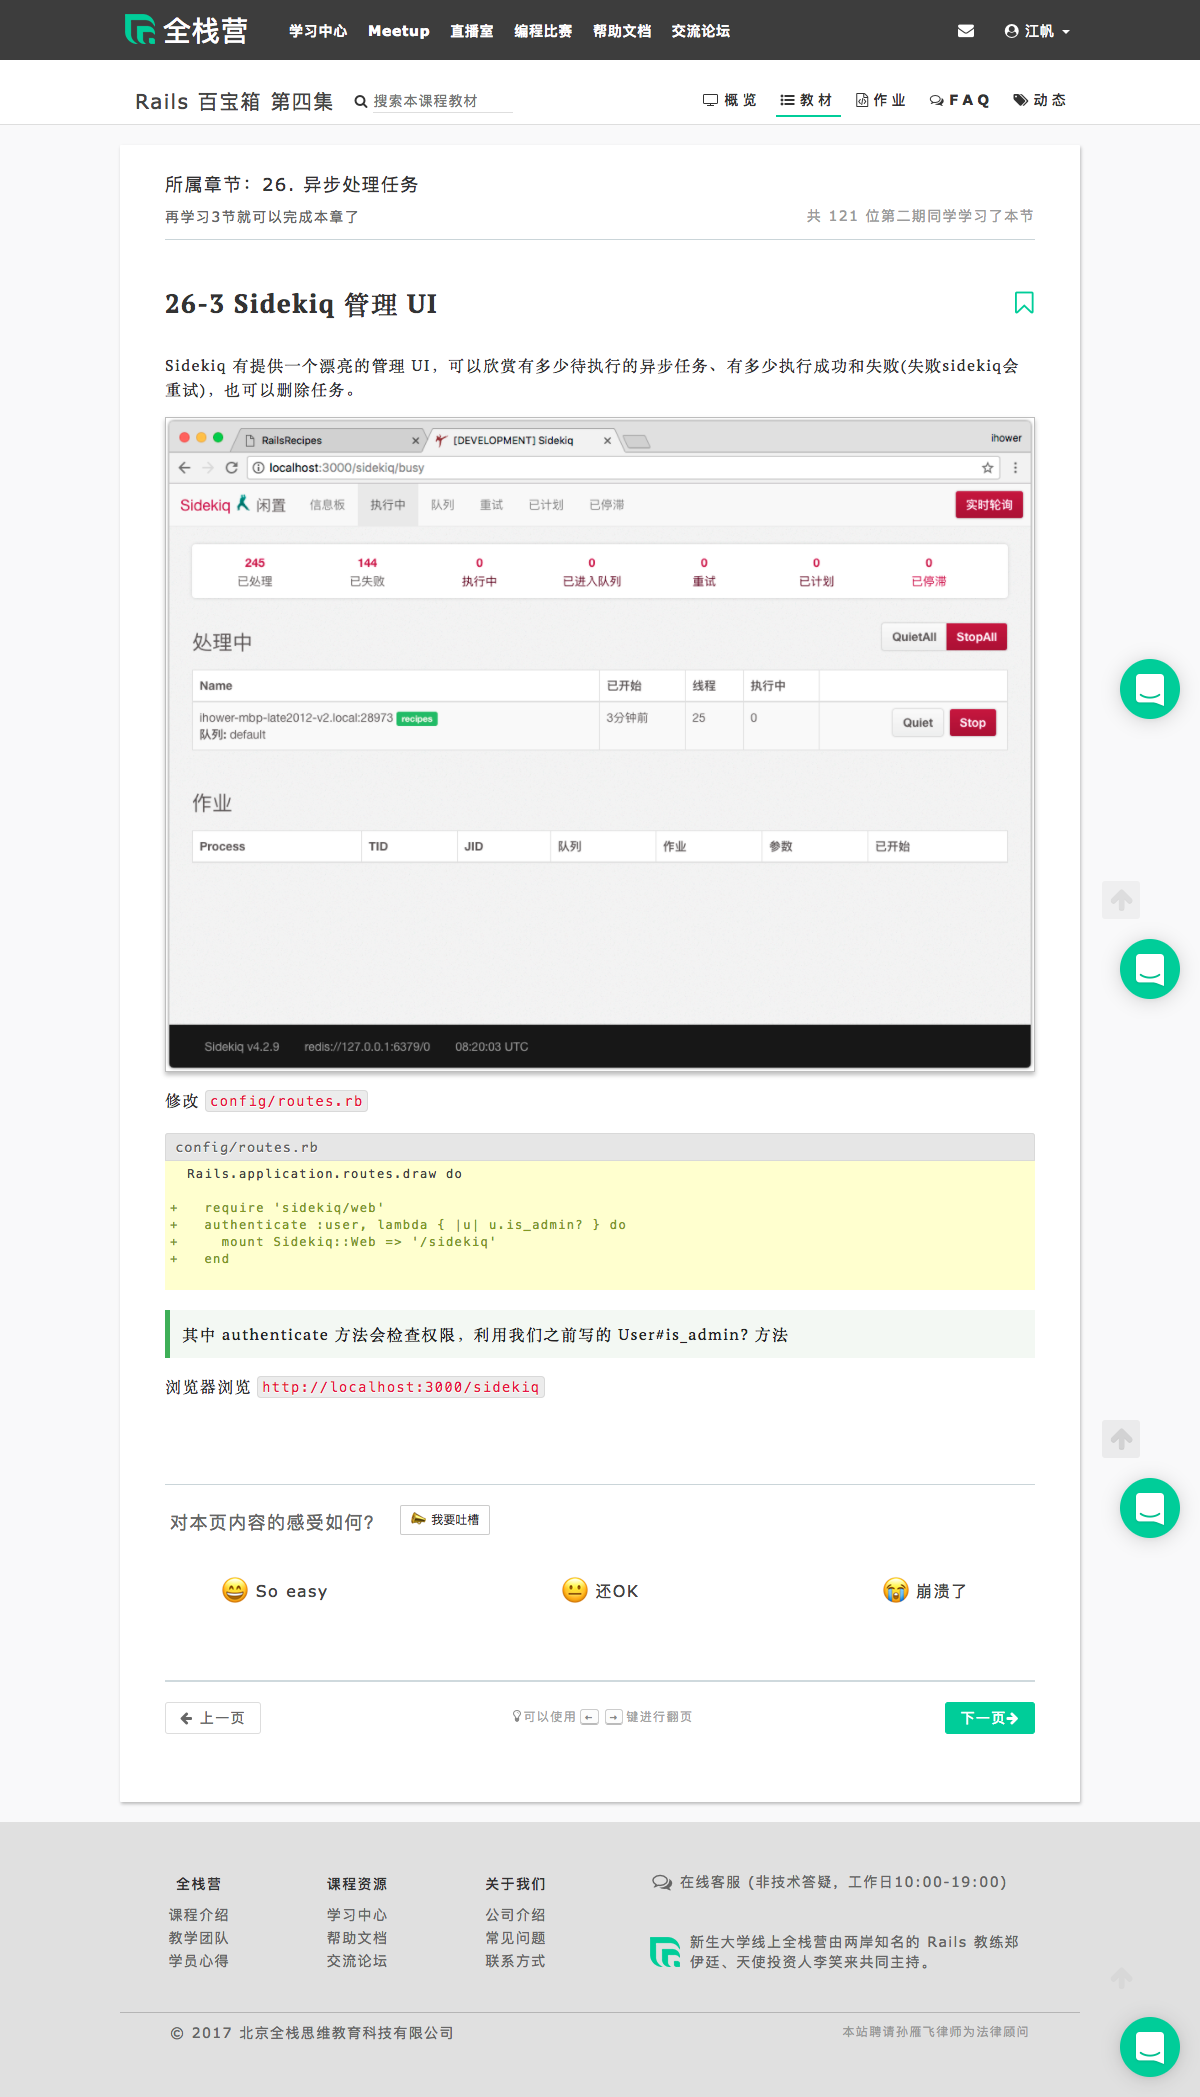 全栈营 学习中心 Meetup 直播室 编程比赛 帮助文档 交流论坛 江帆
Rails 百宝箱 第四集 搜索本课程教材 概览 教材 作业 FAQ 动态
所属章节：26. 异步处理任务
再学习3节就可以完成本章了 共 121 位第二期同学学习了本节
26-3 Sidekiq 管理 UI
Sidekiq 有提供一个漂亮的管理 UI，可以欣赏有多少待执行的异步任务、有多少执行成功和失败(失败sidekiq会
重试)，也可以删除任务。
RailsRecipes [DEVELOPMENT] Sidekiq ihower
localhost:3000/sidekiq/busy
Sidekiq 闲置 信息板 执行中 队列 重试 已计划 已停滞 实时轮询
245 144 0 0 0 0 0
已处理 已失败 执行中 已进入队列 重试 已计划 已停滞
处理中 QuietAll StopAll
Name 已开始 线程 执行中
ihower-mbp-late2012-v2.local:28973 recipes 3分钟前 25 0 Quiet Stop
队列: default
作业
Process TID JID 队列 作业 参数 已开始
Sidekiq v4.2.9 redis://127.0.0.1:6379/0 08:20:03 UTC
修改 config/routes.rb
config/routes.rb
Rails.application.routes.draw do
+ require 'sidekiq/web'
+ authenticate :user, lambda { |u| u.is_admin? } do
+ mount Sidekiq::Web => '/sidekiq'
+ end
其中 authenticate 方法会检查权限，利用我们之前写的 User#is_admin? 方法
浏览器浏览 http://localhost:3000/sidekiq
对本页内容的感受如何? 我要吐槽
So easy 还OK 崩溃了
上一页 可以使用 ← → 键进行翻页 下一页
全栈营 课程资源 关于我们 在线客服 (非技术答疑，工作日10:00-19:00)
课程介绍 学习中心 公司介绍
教学团队 帮助文档 常见问题 新生大学线上全栈营由两岸知名的 Rails 教练郑
学员心得 交流论坛 联系方式 伊廷、天使投资人李笑来共同主持。
© 2017 北京全栈思维教育科技有限公司 本站聘请孙雁飞律师为法律顾问